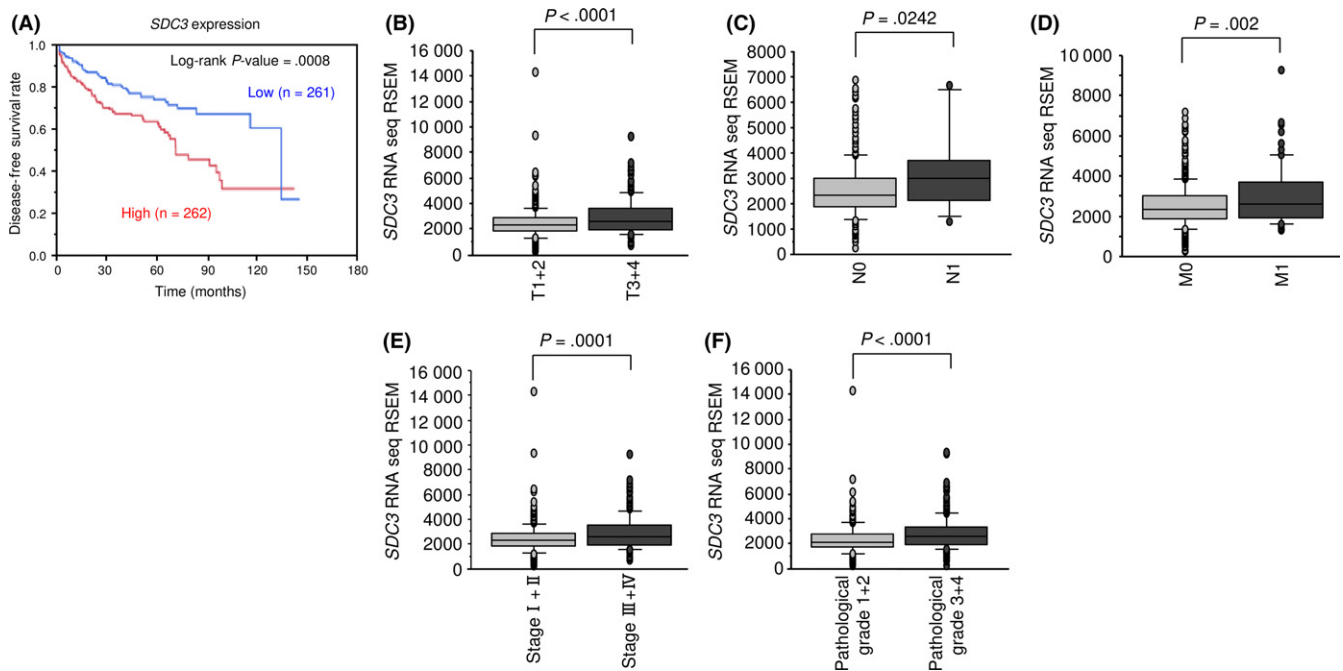 (A)
SDC3 expression
Log-rank P-value = .0008
Low (n = 261)
High (n = 262)
Disease-free survival rate
1.0
0.8
0.6
0.4
0.2
0.0
0 30 60 90 120 150 180
Time (months)
(B)
P < .0001
SDC3 RNA seq RSEM
16 000
14 000
12 000
10 000
8000
6000
4000
2000
0
T1+2
T3+4
(C)
P = .0242
SDC3 RNA seq RSEM
8000
7000
6000
5000
4000
3000
2000
1000
0
N0
N1
(D)
P = .002
SDC3 RNA seq RSEM
10 000
8000
6000
4000
2000
0
M0
M1
(E)
P = .0001
SDC3 RNA seq RSEM
16 000
14 000
12 000
10 000
8000
6000
4000
2000
0
Stage Ⅰ + Ⅱ
Stage Ⅲ+Ⅳ
(F)
P < .0001
SDC3 RNA seq RSEM
16 000
14 000
12 000
10 000
8000
6000
4000
2000
0
Pathological
grade 1+2
Pathological
grade 3+4